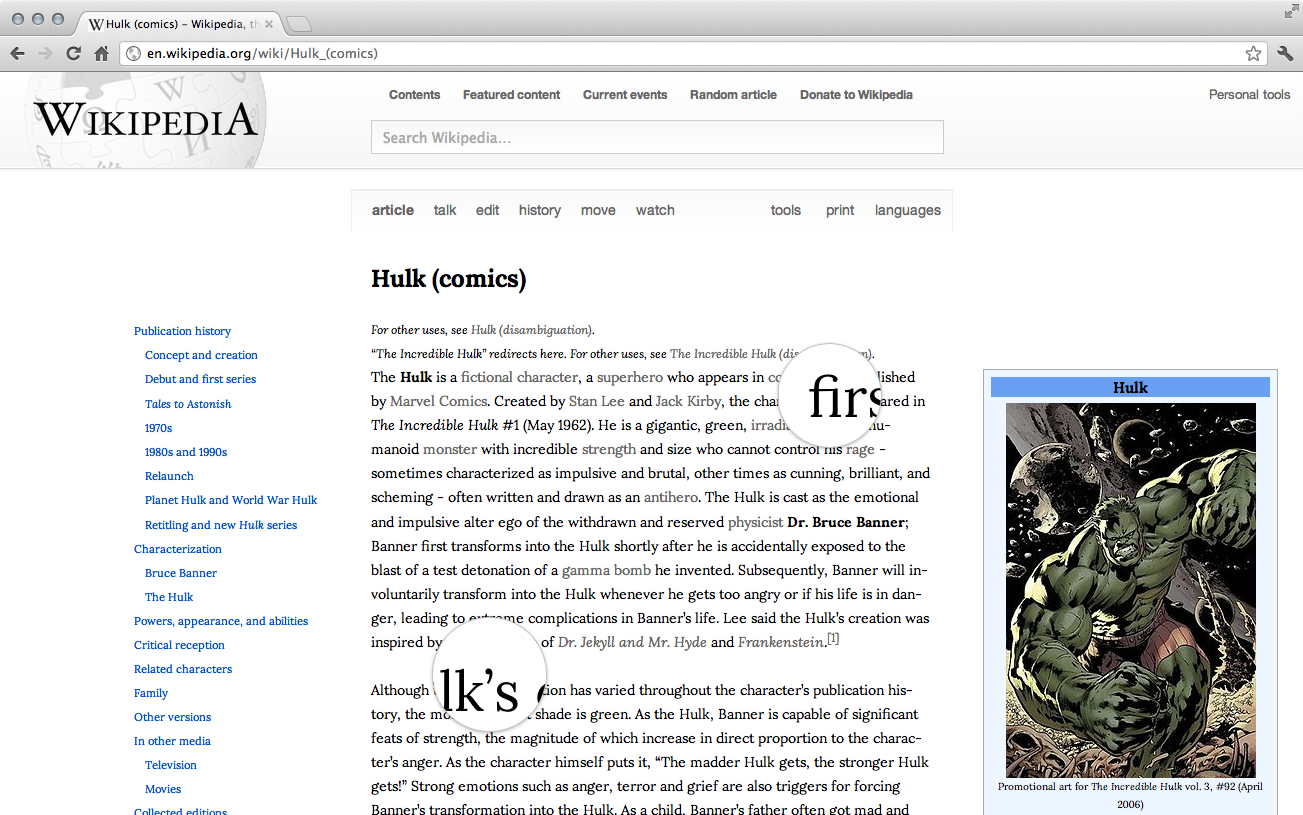 Hulk (comics) – Wikipedia, th
en.wikipedia.org/wiki/Hulk_(comics)
WIKIPEDIA
Contents Featured content Current events Random article Donate to Wikipedia
Personal tools
Search Wikipedia...
article talk edit history move watch tools print languages
Hulk (comics)
Publication history
Concept and creation
Debut and first series
Tales to Astonish
1970s
1980s and 1990s
Relaunch
Planet Hulk and World War Hulk
Retitling and new Hulk series
Characterization
Bruce Banner
The Hulk
Powers, appearance, and abilities
Critical reception
Related characters
Family
Other versions
In other media
Television
Movies
Collected editions
For other uses, see Hulk (disambiguation).
“The Incredible Hulk” redirects here. For other uses, see The Incredible Hulk (dis n).
The Hulk is a fictional character, a superhero who appears in co lished
by Marvel Comics. Created by Stan Lee and Jack Kirby, the cha ared in
The Incredible Hulk #1 (May 1962). He is a gigantic, green, irradi hu-
manoid monster with incredible strength and size who cannot control his rage -
sometimes characterized as impulsive and brutal, other times as cunning, brilliant, and
scheming - often written and drawn as an antihero. The Hulk is cast as the emotional
and impulsive alter ego of the withdrawn and reserved physicist Dr. Bruce Banner;
Banner first transforms into the Hulk shortly after he is accidentally exposed to the
blast of a test detonation of a gamma bomb he invented. Subsequently, Banner will in-
voluntarily transform into the Hulk whenever he gets too angry or if his life is in dan-
ger, leading to extreme complications in Banner’s life. Lee said the Hulk’s creation was
inspired by of Dr. Jekyll and Mr. Hyde and Frankenstein.[1]
Although tion has varied throughout the character’s publication his-
tory, the mo shade is green. As the Hulk, Banner is capable of significant
feats of strength, the magnitude of which increase in direct proportion to the charac-
ter’s anger. As the character himself puts it, “The madder Hulk gets, the stronger Hulk
gets!” Strong emotions such as anger, terror and grief are also triggers for forcing
Banner’s transformation into the Hulk. As a child, Banner’s father often got mad and
firs
lk’s
Hulk
Promotional art for The Incredible Hulk vol. 3, #92 (April
2006)